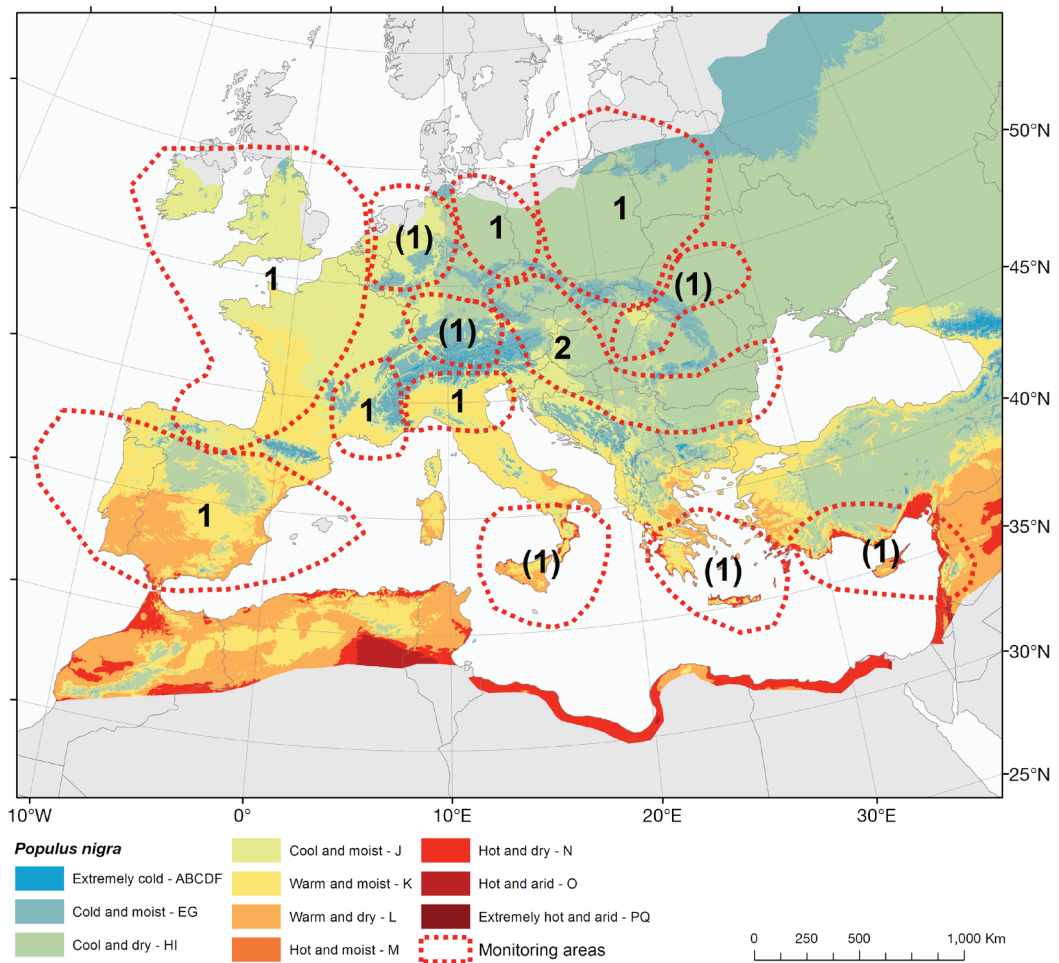 50°N
1
1
1
(1)
45°N
1
(1)
(1)
2
40°N
1
1
1
35°N
(1)
(1)
(1)
30°N
25°N
10°W
0°
10°E
20°E
30°E
Populus nigra
Extremely cold - ABCDF
Cold and moist - EG
Cool and dry - HI
Cool and moist - J
Warm and moist - K
Warm and dry - L
Hot and moist - M
Hot and dry - N
Hot and arid - O
Extremely hot and arid - PQ
Monitoring areas
0 250 500 1,000 Km